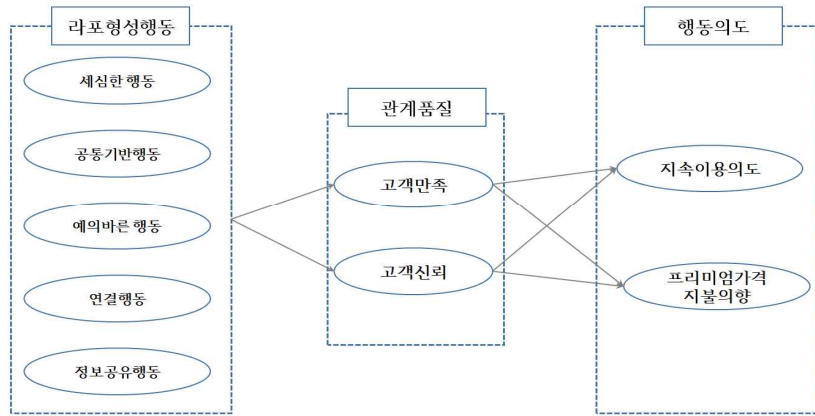 라포형성행동
세심한 행동
공통기반행동
예의바른 행동
연결행동
정보공유행동
관계품질
고객만족
고객신뢰
행동의도
지속이용의도
프리미엄가격
지불의향